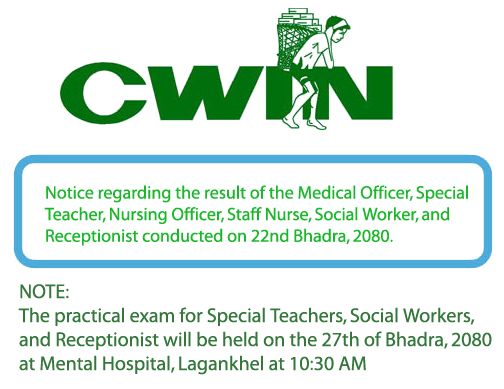 CWIN
Notice regarding the result of the Medical Officer, Special
Teacher, Nursing Officer, Staff Nurse, Social Worker, and
Receptionist conducted on 22nd Bhadra, 2080.
NOTE:
The practical exam for Special Teachers, Social Workers,
and Receptionist will be held on the 27th of Bhadra, 2080
at Mental Hospital, Lagankhel at 10:30 AM